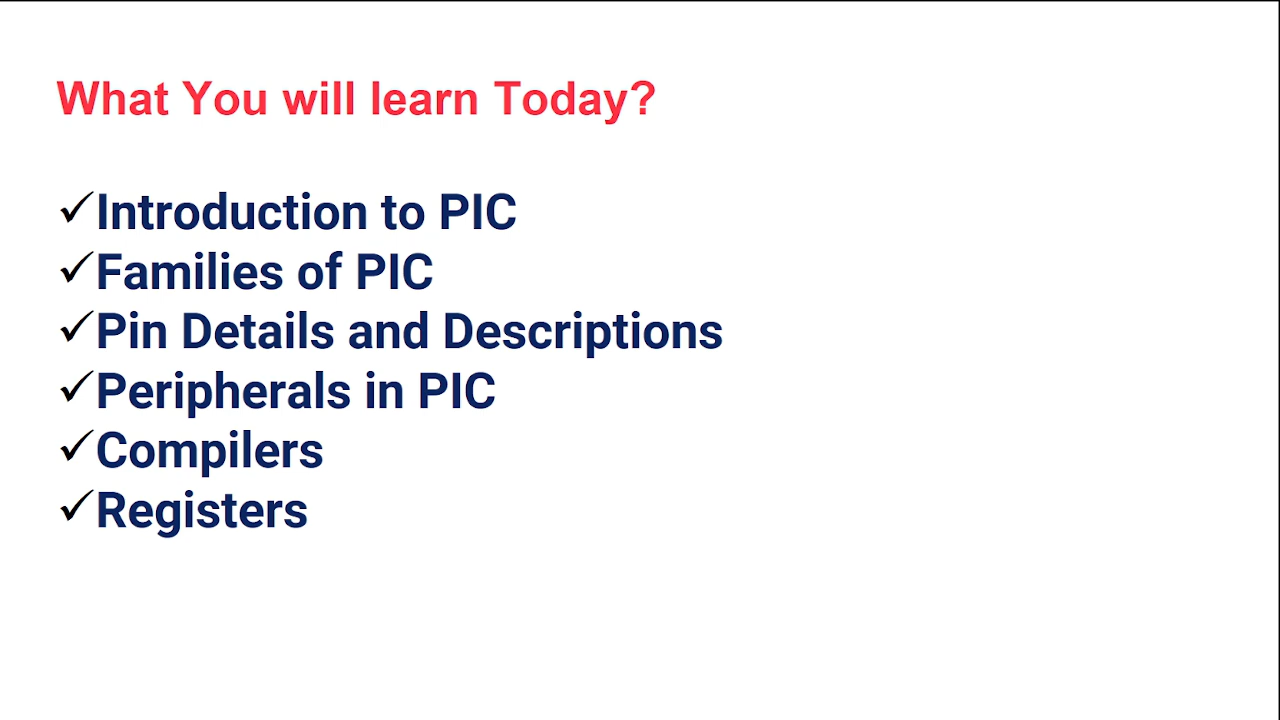 What You will learn Today?
✓Introduction to PIC
✓Families of PIC
✓Pin Details and Descriptions
✓Peripherals in PIC
✓Compilers
✓Registers